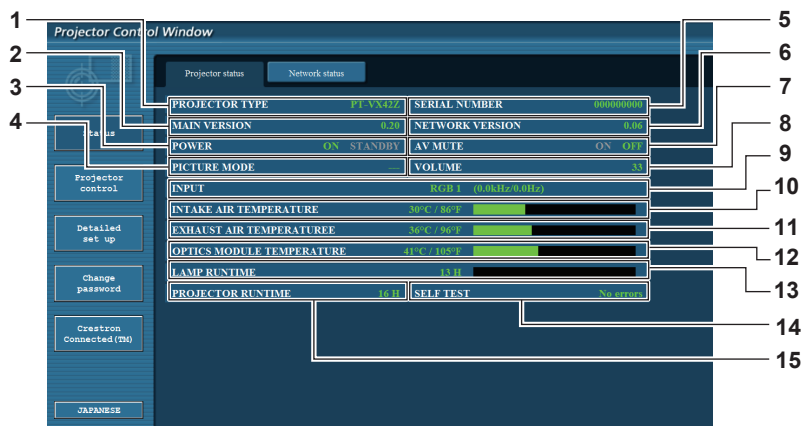 Projector Control Window
1
2
3
4
5
6
7
8
9
10
11
12
13
14
15
Projector status
Network status
Status
Projector
control
Detailed
set up
Change
password
Crestron
Connected(TM)
JAPANESE
PROJECTOR TYPE PT-VX42Z SERIAL NUMBER 000000000
MAIN VERSION 0.20 NETWORK VERSION 0.06
POWER ON STANDBY AV MUTE ON OFF
PICTURE MODE --- VOLUME 33
INPUT RGB 1 (0.0kHz/0.0Hz)
INTAKE AIR TEMPERATURE 30°C / 86°F
EXHAUST AIR TEMPERATUREE 36°C / 96°F
OPTICS MODULE TEMPERATURE 41°C / 105°F
LAMP RUNTIME 13 H
PROJECTOR RUNTIME 16 H SELF TEST No errors